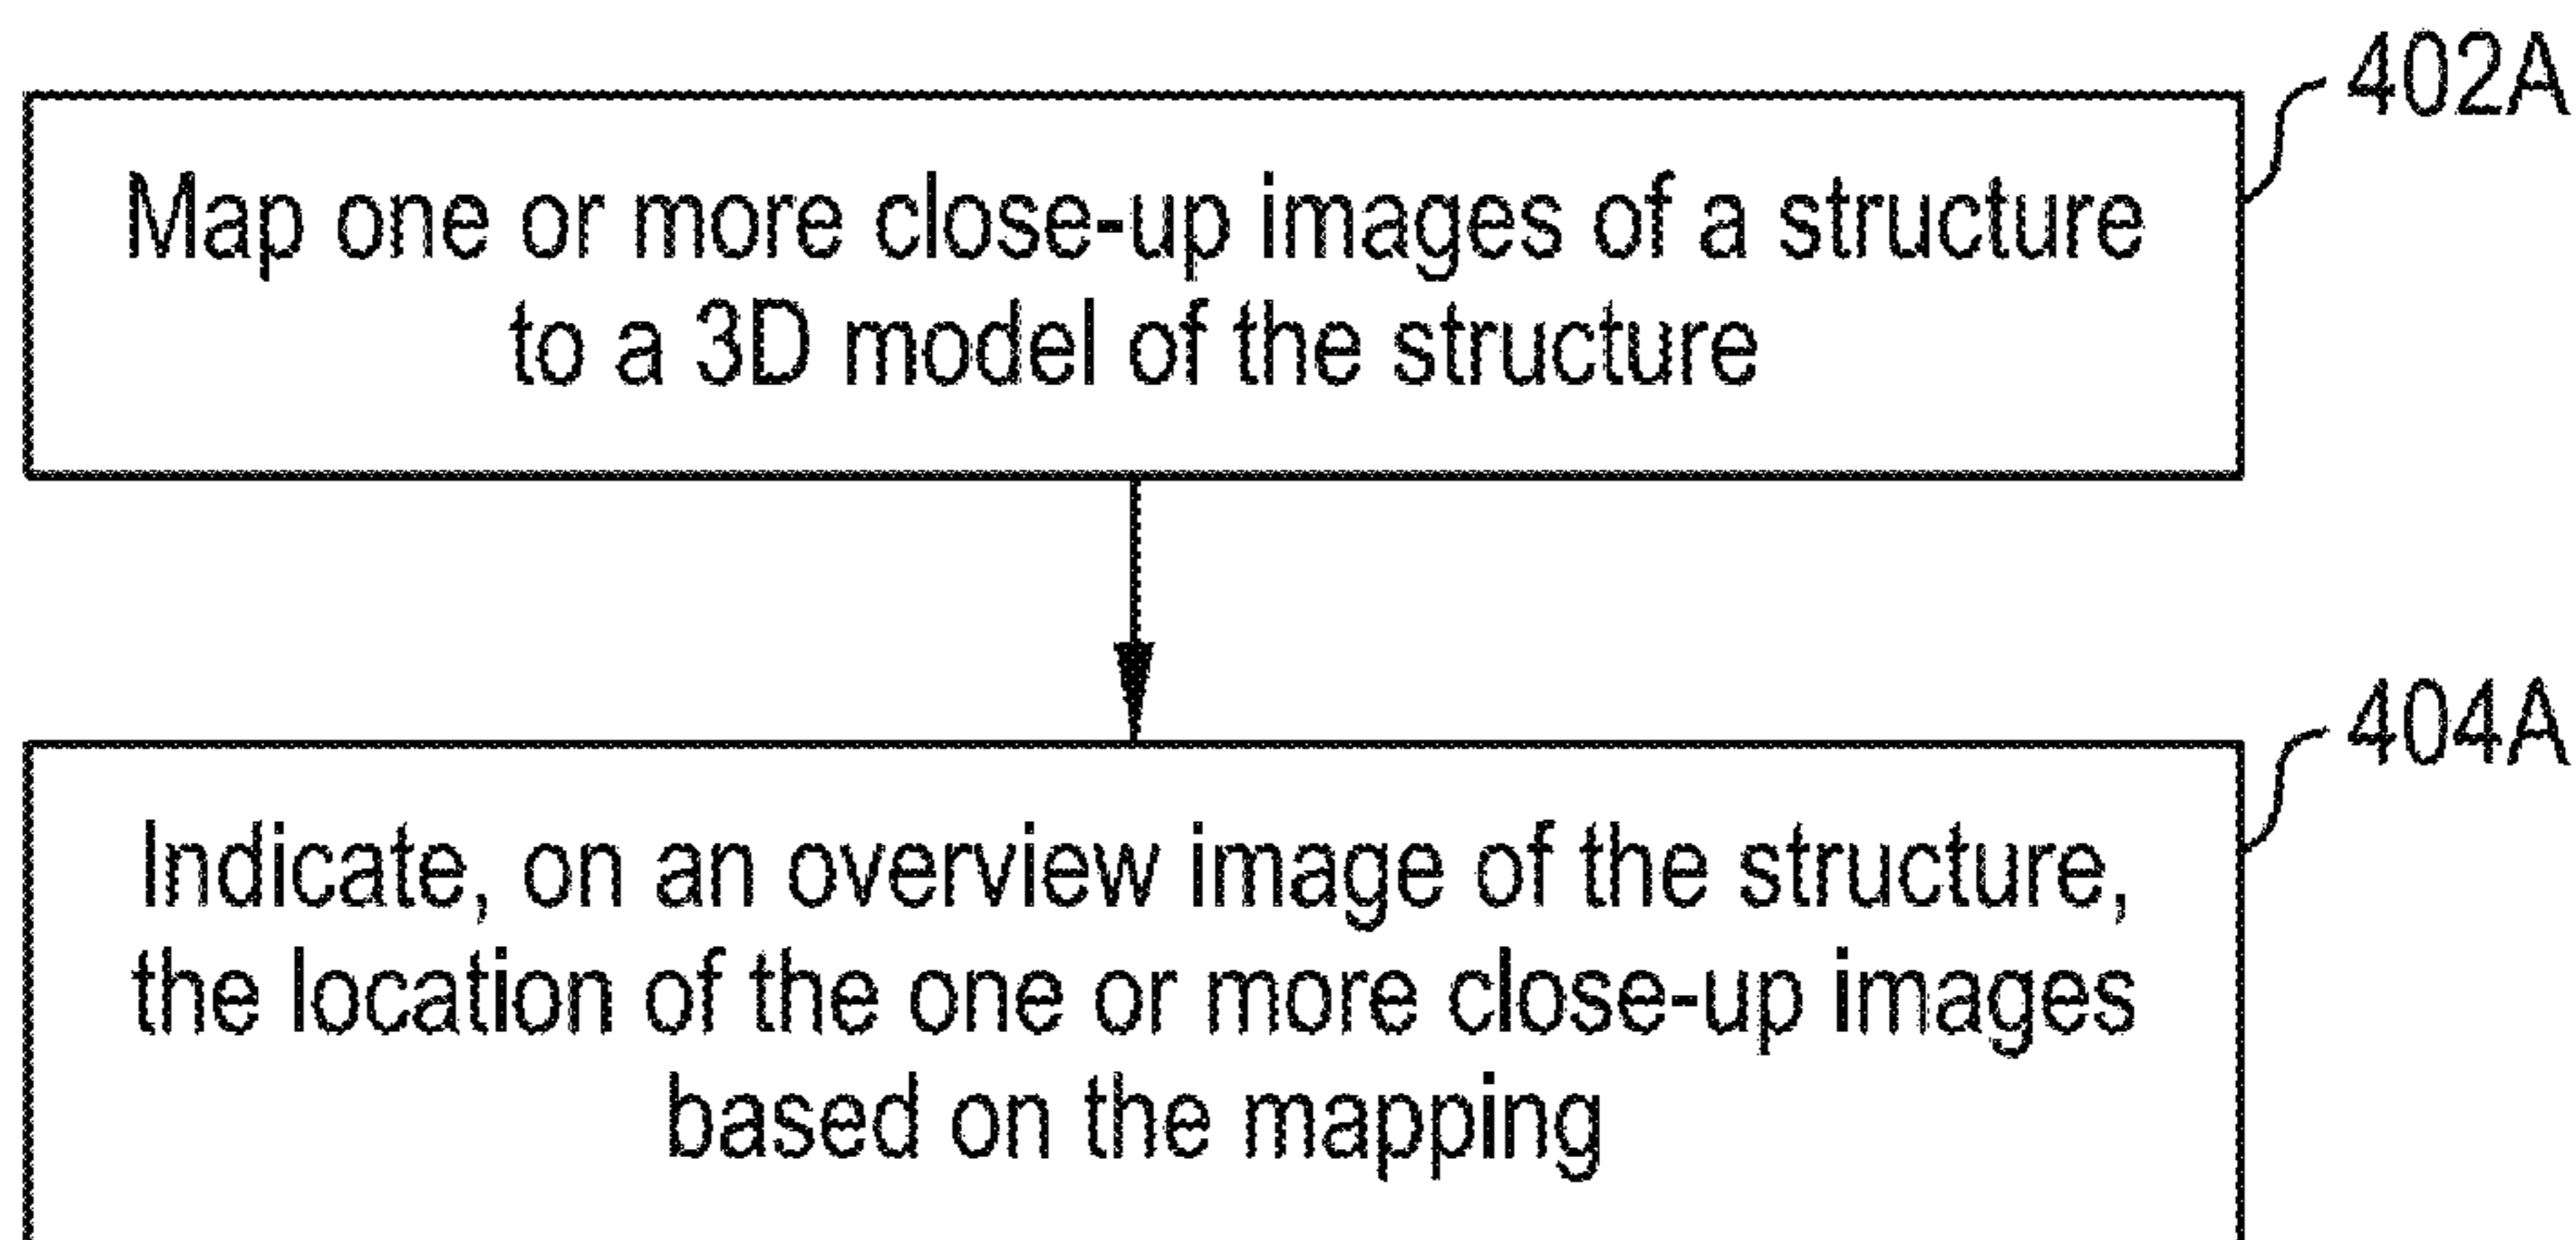 402A
Map one or more close-up images of a structure
to a 3D model of the structure
404A
Indicate, on an overview image of the structure,
the location of the one or more close-up images
based on the mapping